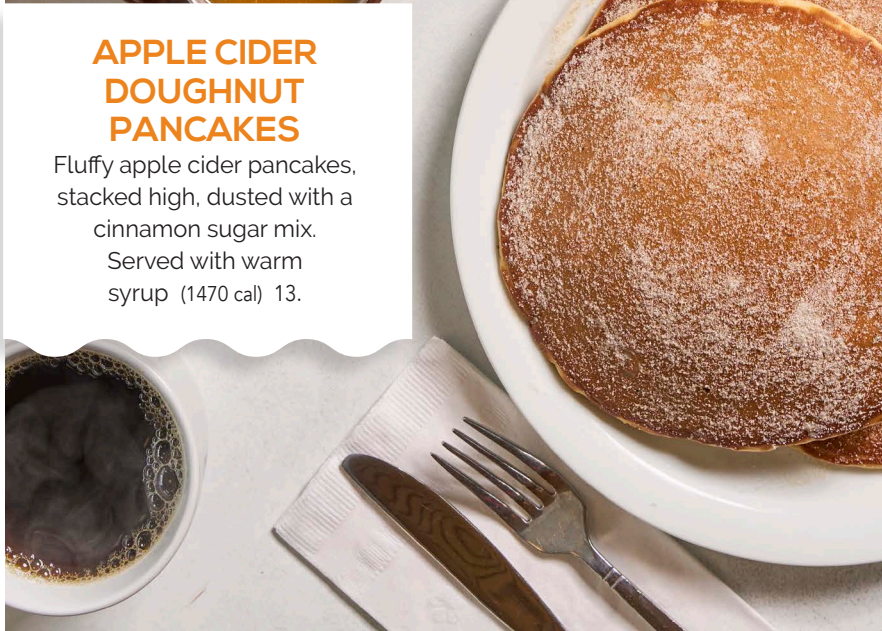 APPLE CIDER
DOUGHNUT
PANCAKES
Fluffy apple cider pancakes,
stacked high, dusted with a
cinnamon sugar mix.
Served with warm
syrup (1470 cal) 13.